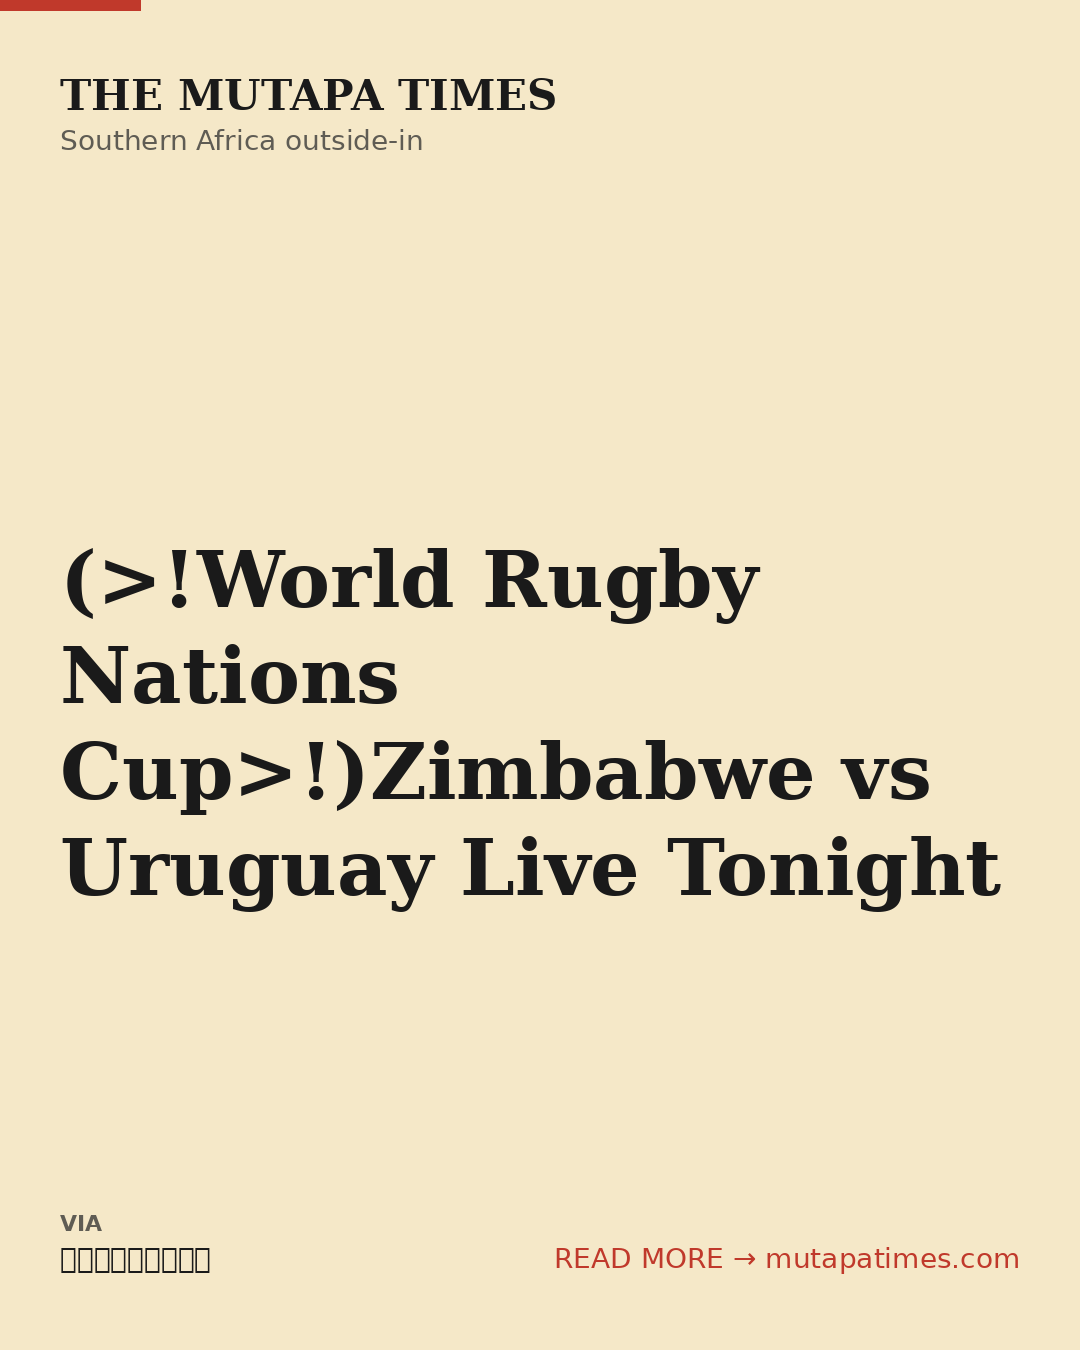 THE MUTAPA TIMES
Southern Africa outside-in
(>!World Rugby
Nations
Cup>!)Zimbabwe vs
Uruguay Live Tonight
VIA
READ MORE → mutapatimes.com